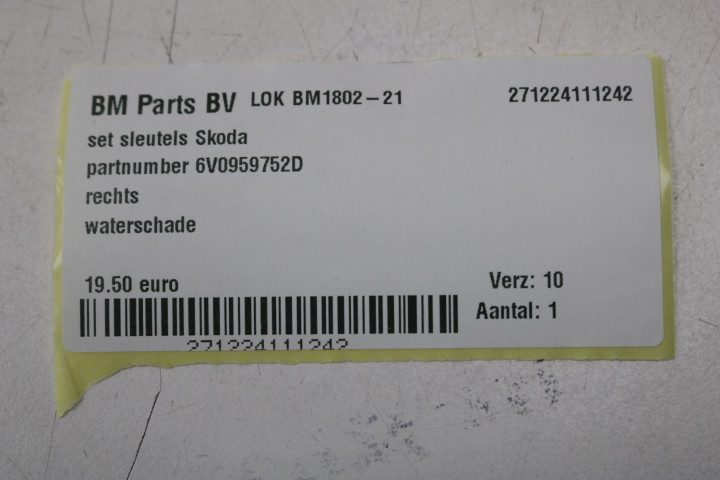 BM Parts BV LOK BM1802-21 271224111242
set sleutels Skoda
partnumber 6V0959752D
rechts
waterschade
19.50 euro Verz: 10
Aantal: 1
271224111242